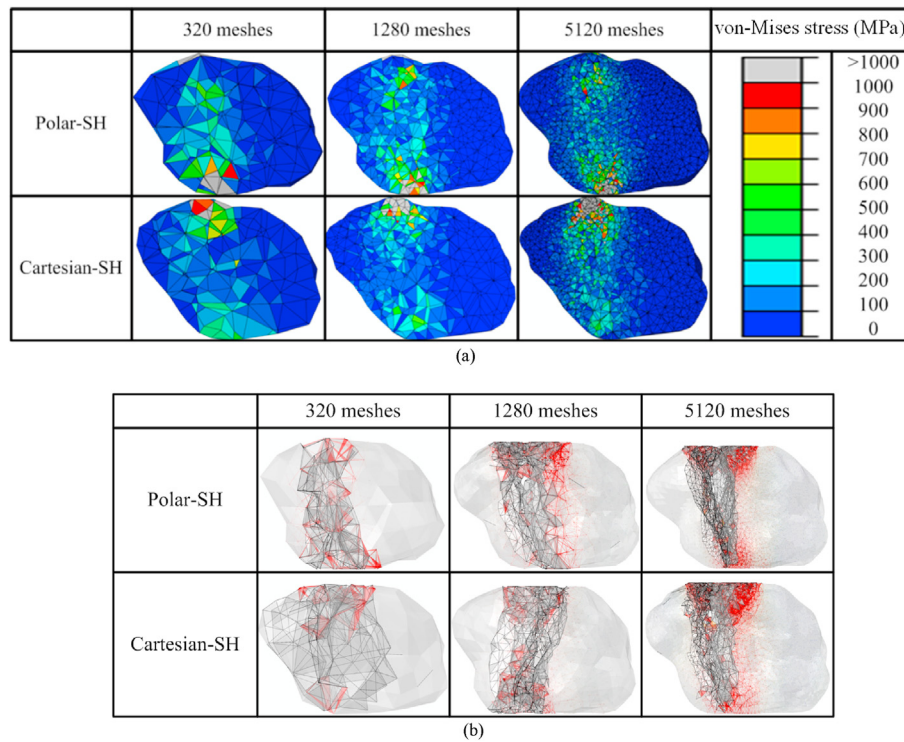 320 meshes 1280 meshes 5120 meshes von-Mises stress (MPa)
>1000
1000
900
800
700
600
500
400
300
200
100
0
Polar-SH
Cartesian-SH
(a)
320 meshes 1280 meshes 5120 meshes
Polar-SH
Cartesian-SH
(b)